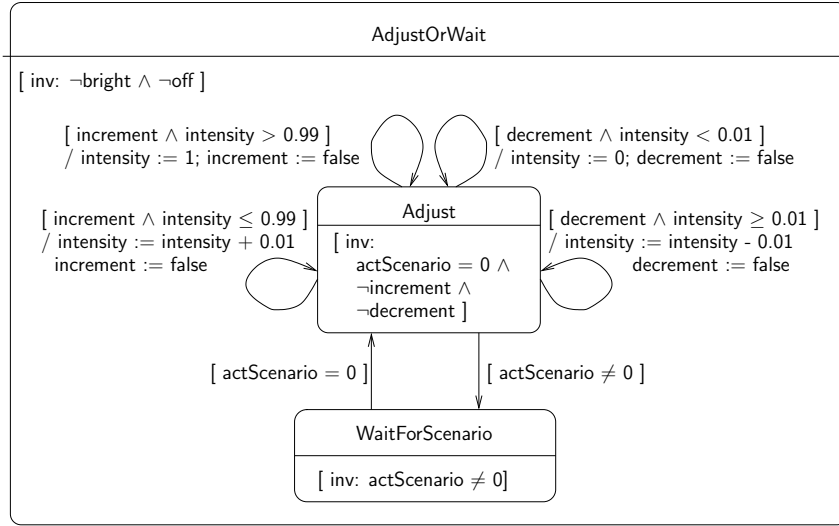 AdjustOrWait
[ inv: ¬bright ∧ ¬off ]
[ increment ∧ intensity > 0.99 ]
/ intensity := 1; increment := false
[ decrement ∧ intensity < 0.01 ]
/ intensity := 0; decrement := false
[ increment ∧ intensity ≤ 0.99 ]
/ intensity := intensity + 0.01
increment := false
Adjust
[ inv:
actScenario = 0 ∧
¬increment ∧
¬decrement ]
[ decrement ∧ intensity ≥ 0.01 ]
/ intensity := intensity - 0.01
decrement := false
[ actScenario = 0 ]
[ actScenario ≠ 0 ]
WaitForScenario
[ inv: actScenario ≠ 0]